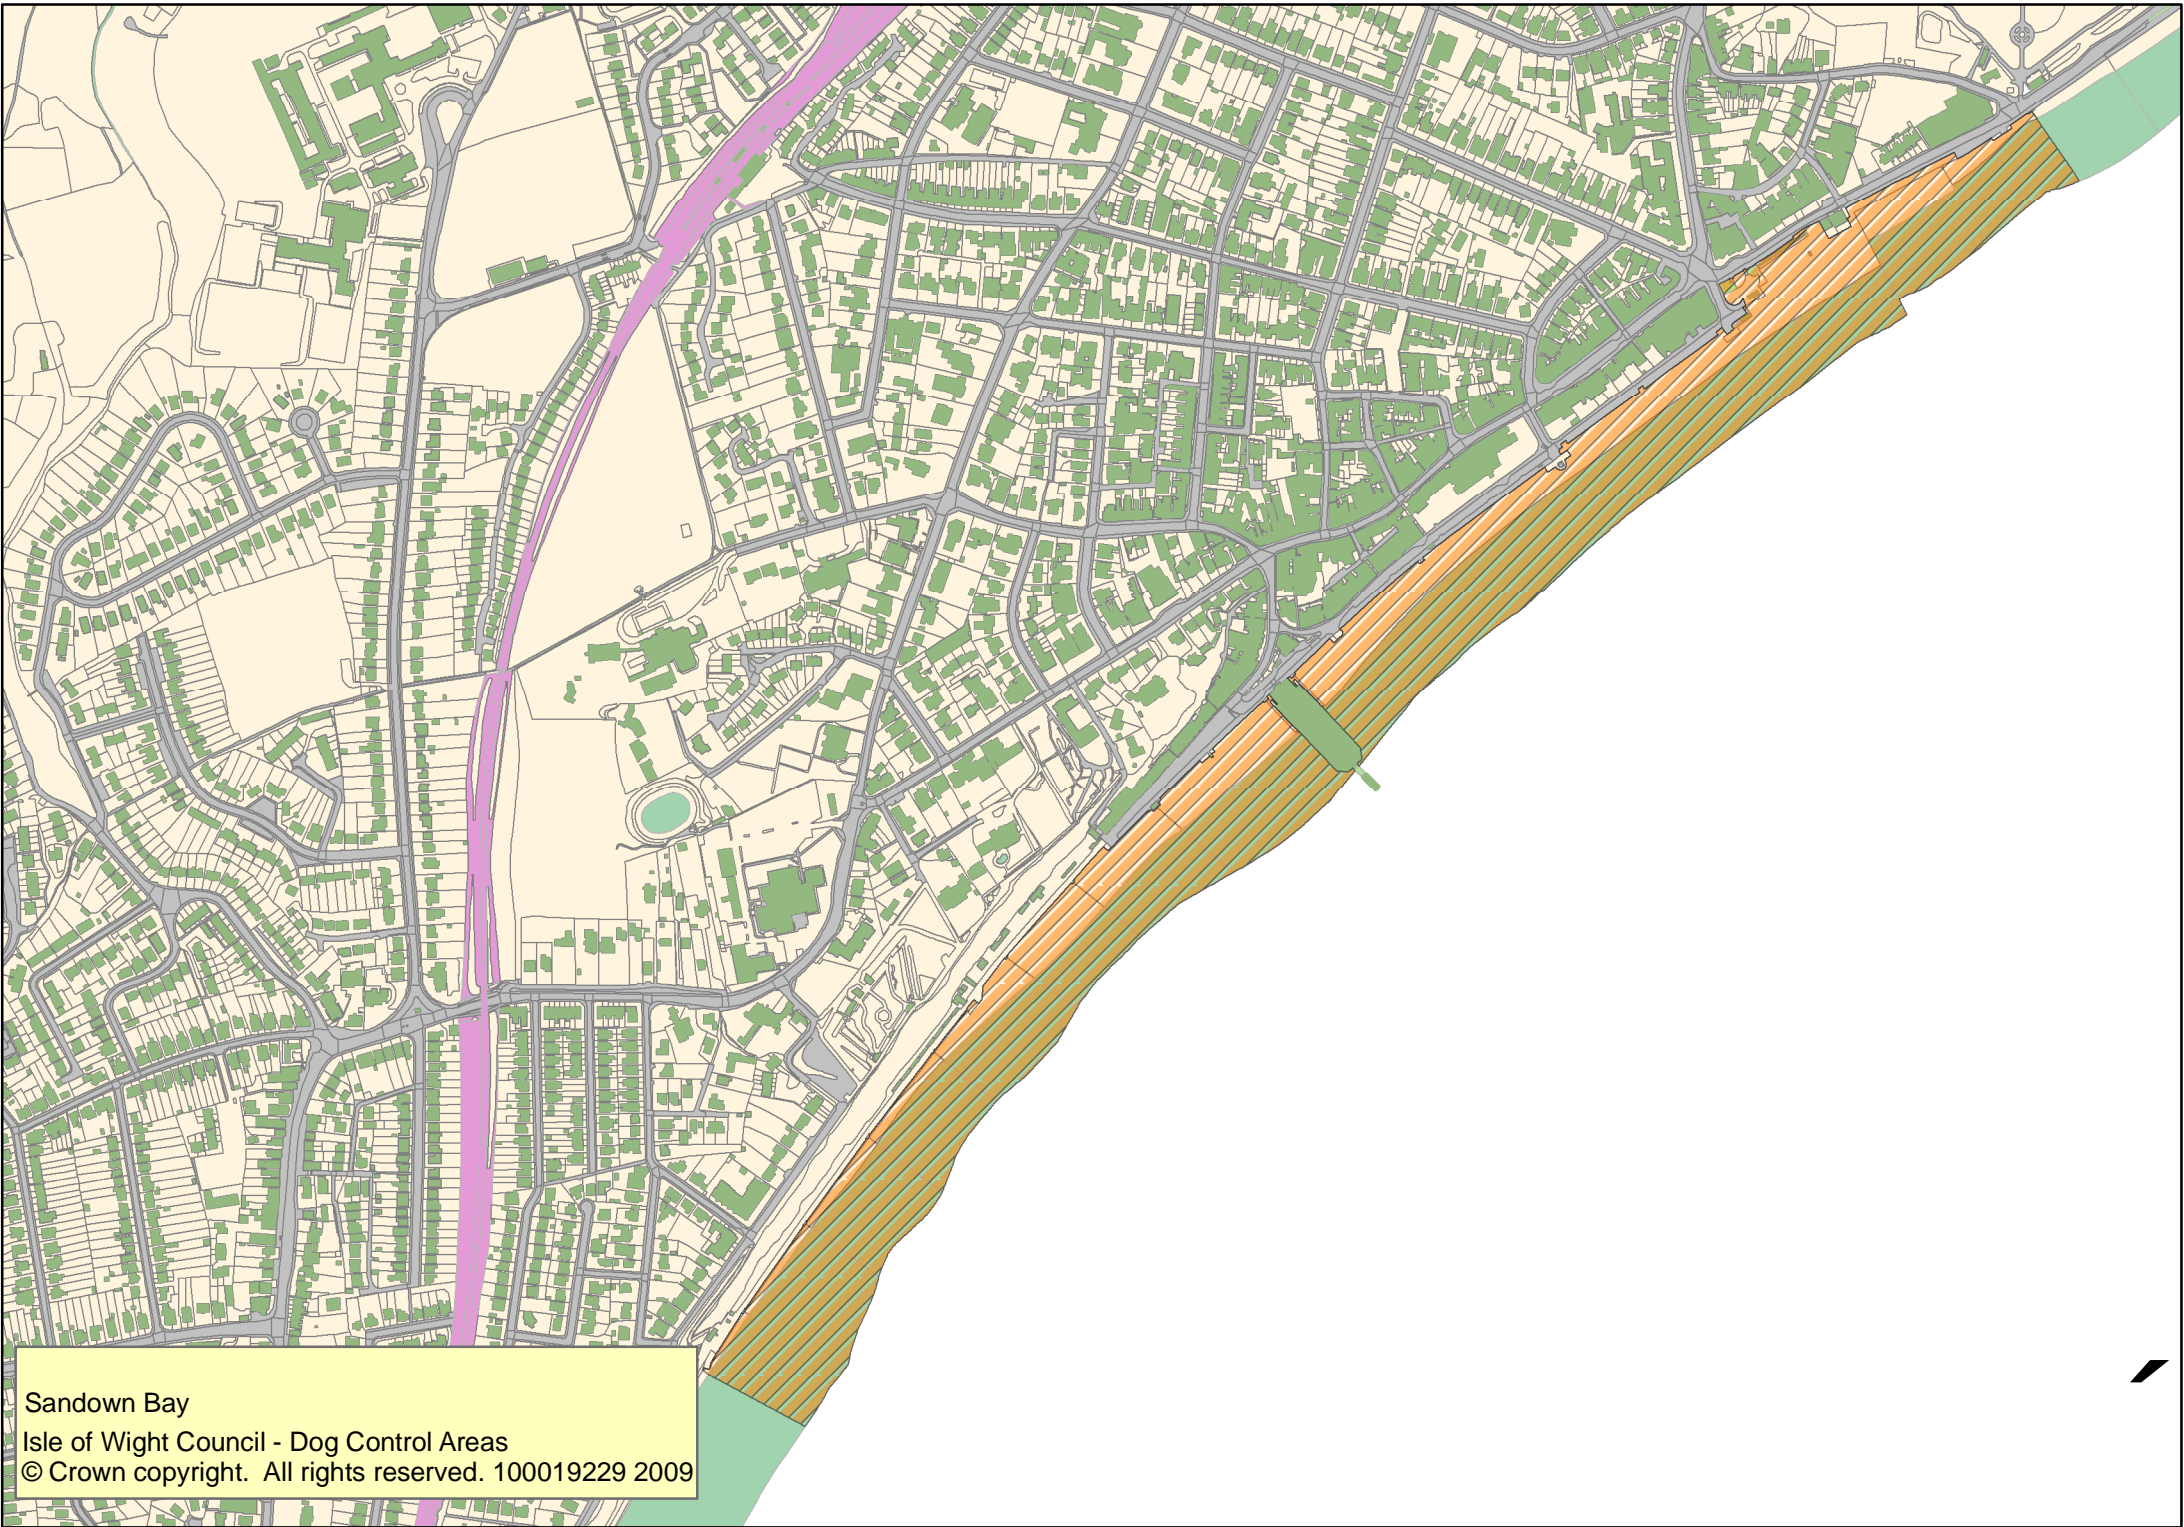 Sandown Bay
Isle of Wight Council - Dog Control Areas
© Crown copyright.  All rights reserved. 100019229 2009